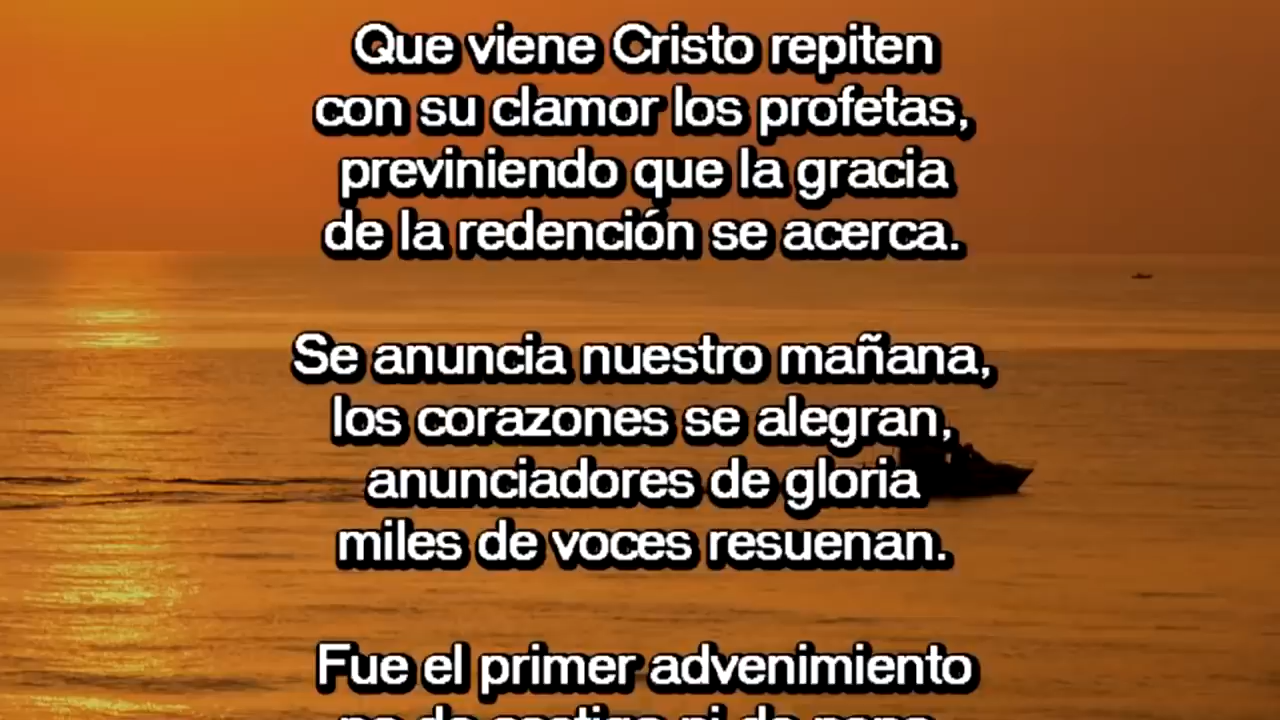 Que viene Cristo repiten
con su clamor los profetas,
previniendo que la gracia
de la redención se acerca.
Se anuncia nuestro mañana,
los corazones se alegran,
anunciadores de gloria
miles de voces resuenan.
Fue el primer advenimiento